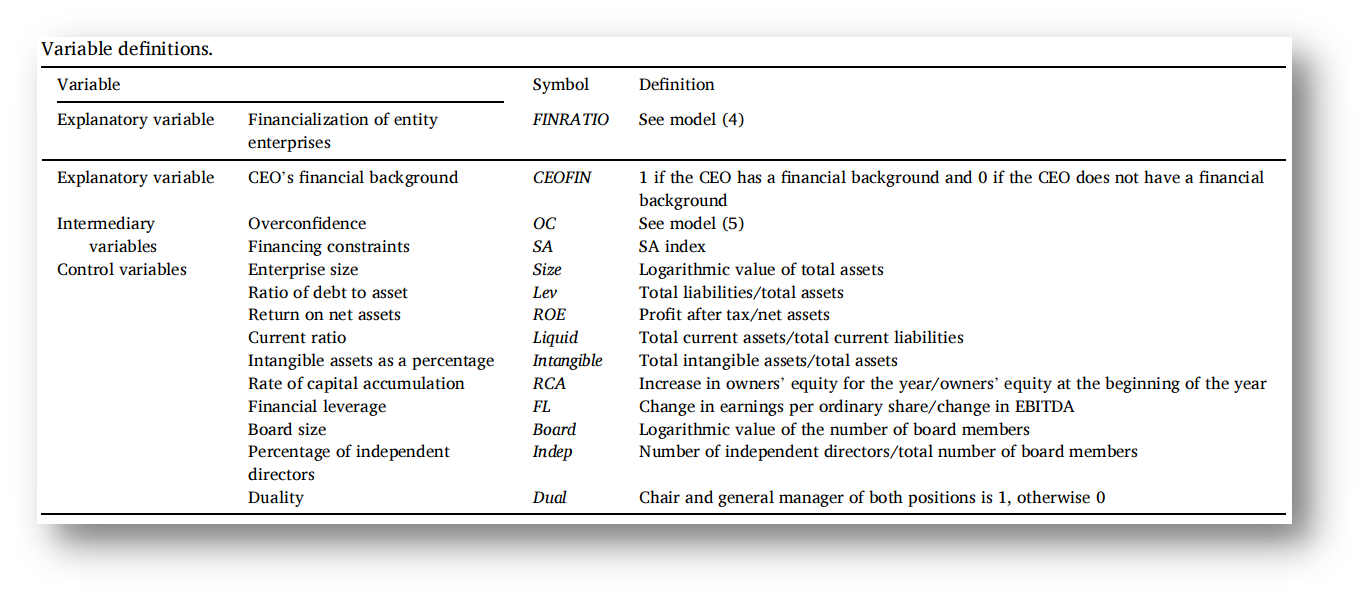 Variable definitions.
Variable Symbol Definition
Explanatory variable Financialization of entity FINRATIO See model (4)
enterprises
Explanatory variable CEO's financial background CEOFIN 1 if the CEO has a financial background and 0 if the CEO does not have a financial
background
Intermediary Overconfidence OC See model (5)
variables Financing constraints SA SA index
Control variables Enterprise size Size Logarithmic value of total assets
Ratio of debt to asset Lev Total liabilities/total assets
Return on net assets ROE Profit after tax/net assets
Current ratio Liquid Total current assets/total current liabilities
Intangible assets as a percentage Intangible Total intangible assets/total assets
Rate of capital accumulation RCA Increase in owners' equity for the year/owners' equity at the beginning of the year
Financial leverage FL Change in earnings per ordinary share/change in EBITDA
Board size Board Logarithmic value of the number of board members
Percentage of independent Indep Number of independent directors/total number of board members
directors
Duality Dual Chair and general manager of both positions is 1, otherwise 0